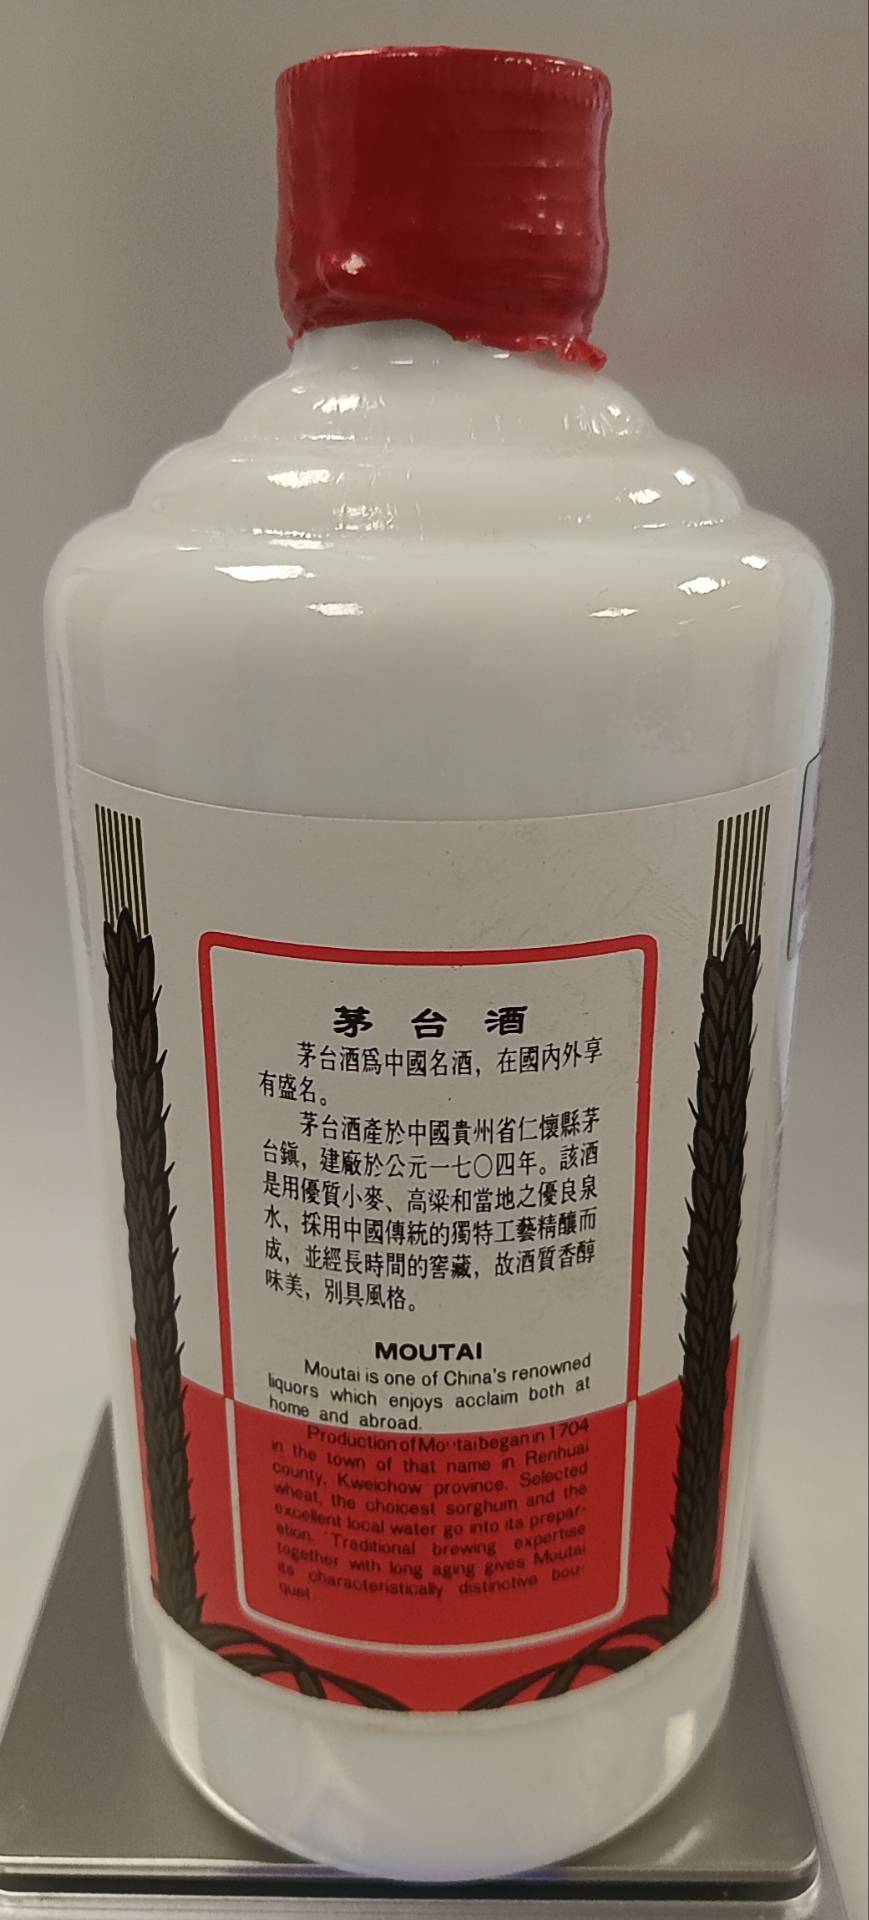 茅台酒
茅台酒爲中國名酒，在國內外享
有盛名。
茅台酒產於中國貴州省仁懷縣茅
台鎭，建廠於公元一七〇四年。該酒
是用優質小麥、高粱和當地之優良泉
水，採用中國傳統的獨特工藝精釀而
成，並經長時間的窖藏，故酒質香醇
味美，別具風格。
MOUTAI
Moutai is one of China's renowned
liquors which enjoys acclaim both at
home and abroad.
Production of Moutai began in 1704
in the town of that name in Renhuai
county, Kweichow province. Selected
wheat, the choicest sorghum and the
excellent local water go into its prepar-
ation. Traditional brewing expertise
together with long aging gives Moutai
its characteristically distinctive bou-
quet.